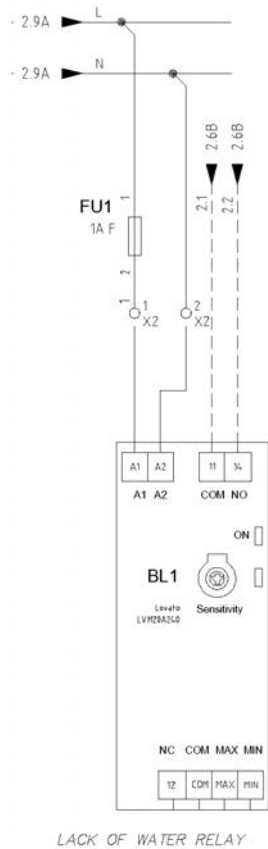 L
- 2.9A
N
- 2.9A
2.6B 2.6B
2.1 2.2
1
FU1
1A F
2
1 1 2
X2 X2
A1 A2 11 14
A1 A2 COM NO
ON
BL1
Lovato Sensitivity
LVM20A240
NC COM MAX MIN
12 COM MAX MIN
LACK OF WATER RELAY